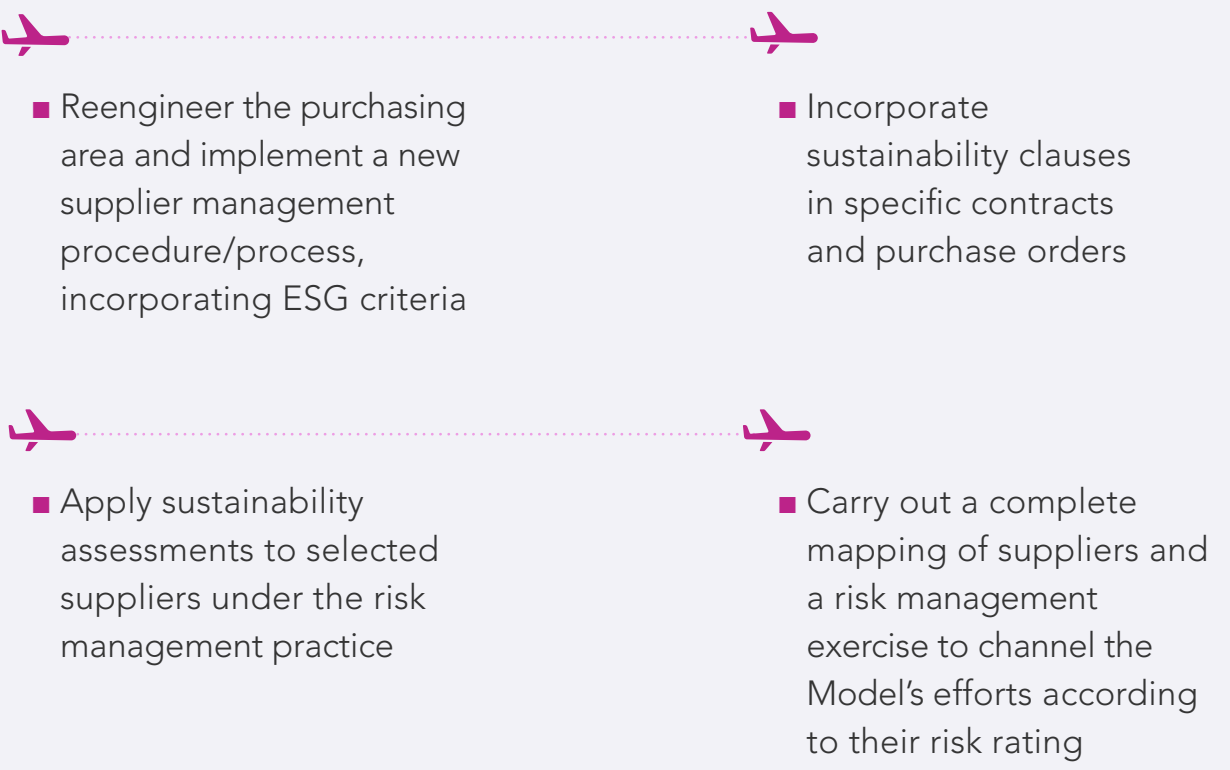 ■ Reengineer the purchasing
area and implement a new
supplier management
procedure/process,
incorporating ESG criteria
■ Incorporate
sustainability clauses
in specific contracts
and purchase orders
■ Apply sustainability
assessments to selected
suppliers under the risk
management practice
■ Carry out a complete
mapping of suppliers and
a risk management
exercise to channel the
Model’s efforts according
to their risk rating